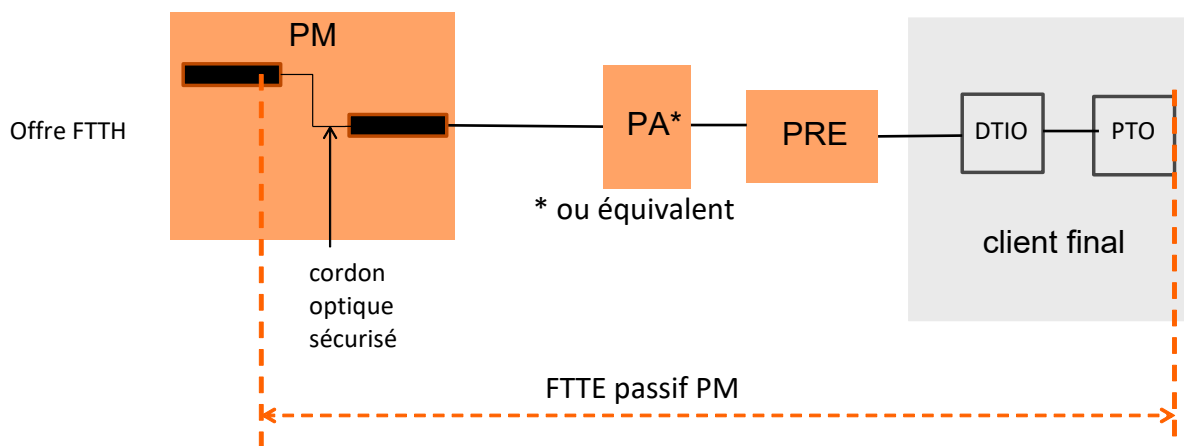 PM
Offre FTTH
PA*
PRE
DTIO
PTO
* ou équivalent
client final
cordon
optique
sécurisé
FTTE passif PM